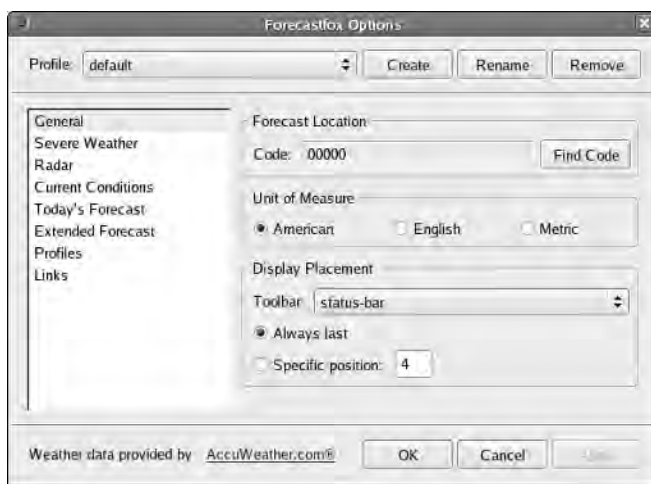 Forecastfox Options
Profile: default Create Rename Remove
General
Severe Weather
Radar
Current Conditions
Today's Forecast
Extended Forecast
Profiles
Links
Forecast Location
Code: 00000 Find Code
Unit of Measure
American English Metric
Display Placement
Toolbar status-bar
Always last
Specific position: 4
Weather data provided by AccuWeather.com® OK Cancel